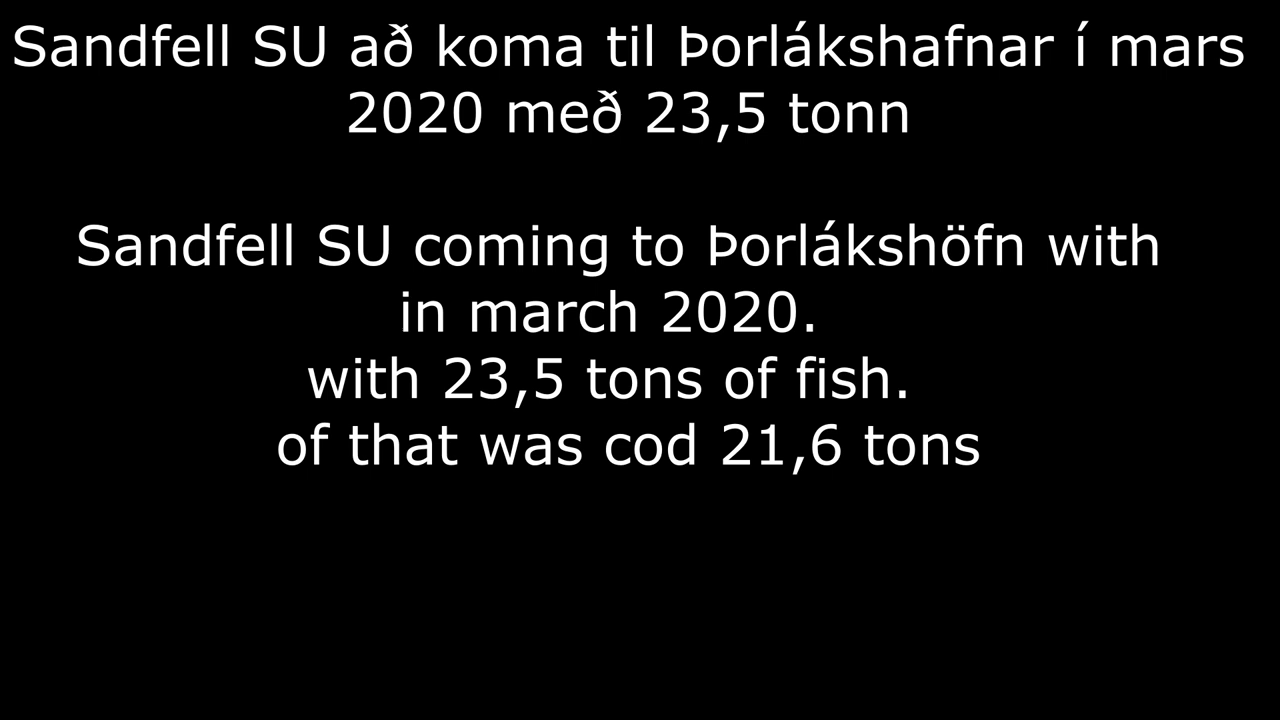 Sandfell SU að koma til Þorlákshafnar í mars
2020 með 23,5 tonn
Sandfell SU coming to Þorlákshöfn with
in march 2020.
with 23,5 tons of fish.
of that was cod 21,6 tons